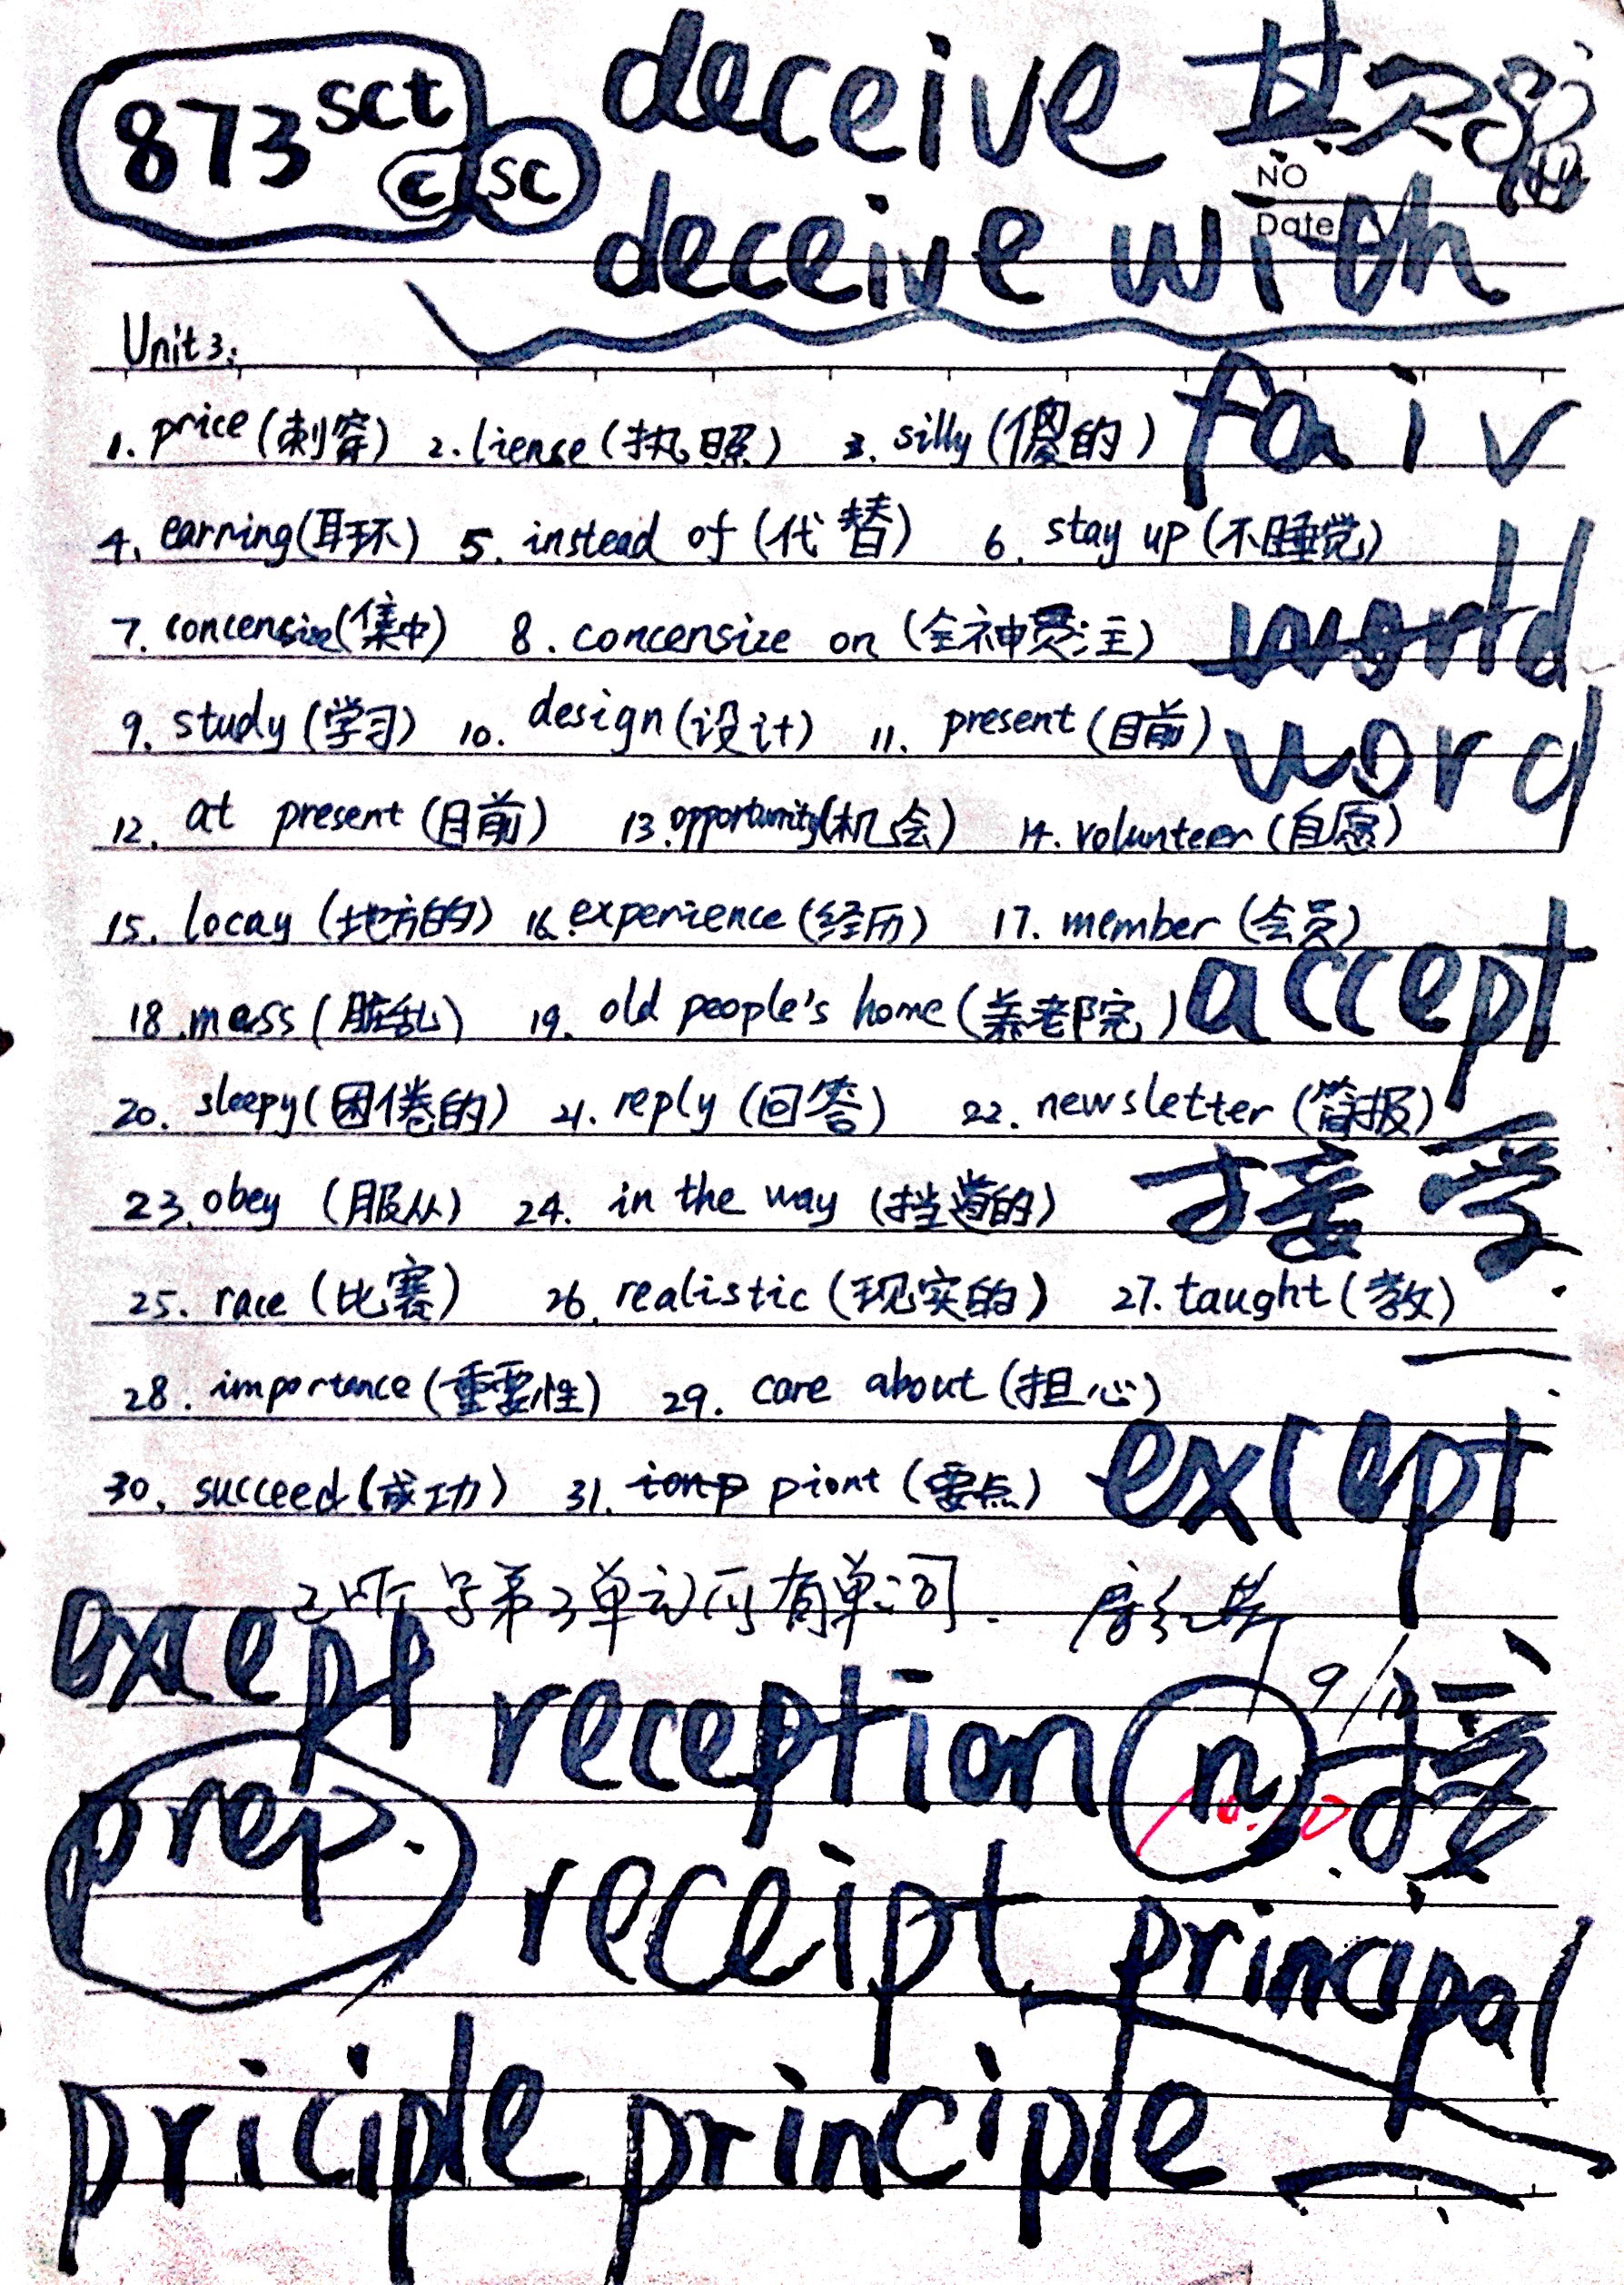 873 sct c sc
deceive
NO
Date
deceive with
Unit 3:
1. price (刺穿) 2. liense (执照) 3. silly (傻的)
fair
4. earning (耳环) 5. instead of (代替) 6. stay up (不睡觉)
7. concensize (集中) 8. concensize on (全神贯注)
world
9. study (学习) 10. design (设计) 11. present (目前)
word
12. at present (目前) 13. opportunity (机会) 14. volunteer (自愿)
15. locay (地方的) 16. experience (经历) 17. member (会员)
18. mess (脏乱) 19. old people's home (养老院)
accept
20. sleepy (困倦的) 21. reply (回答) 22. newsletter (简报)
23. obey (服从) 24. in the way (挡道的)
接受
25. race (比赛) 26. realistic (现实的) 27. taught (教)
28. importance (重要性) 29. care about (担心)
30. succeed (成功) 31. piont (要点)
except
已听写第3单元所有单词.
9/10
except reception n 接
prep.
receipt principal
priciple principle